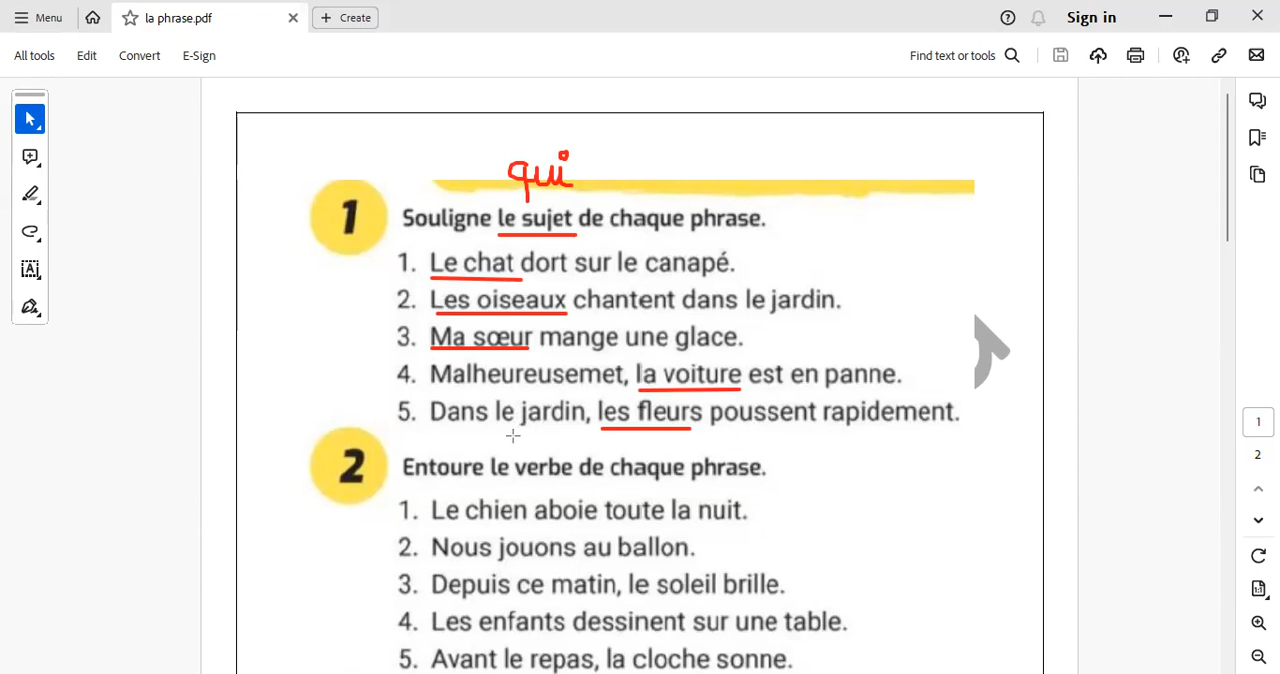 Menu
la phrase.pdf
Create
Sign in
All tools
Edit
Convert
E-Sign
Find text or tools
qui
1
Souligne le sujet de chaque phrase.
1. Le chat dort sur le canapé.
2. Les oiseaux chantent dans le jardin.
3. Ma sœur mange une glace.
4. Malheureusemet, la voiture est en panne.
5. Dans le jardin, les fleurs poussent rapidement.
2
Entoure le verbe de chaque phrase.
1. Le chien aboie toute la nuit.
2. Nous jouons au ballon.
3. Depuis ce matin, le soleil brille.
4. Les enfants dessinent sur une table.
5. Avant le repas, la cloche sonne.
1
2